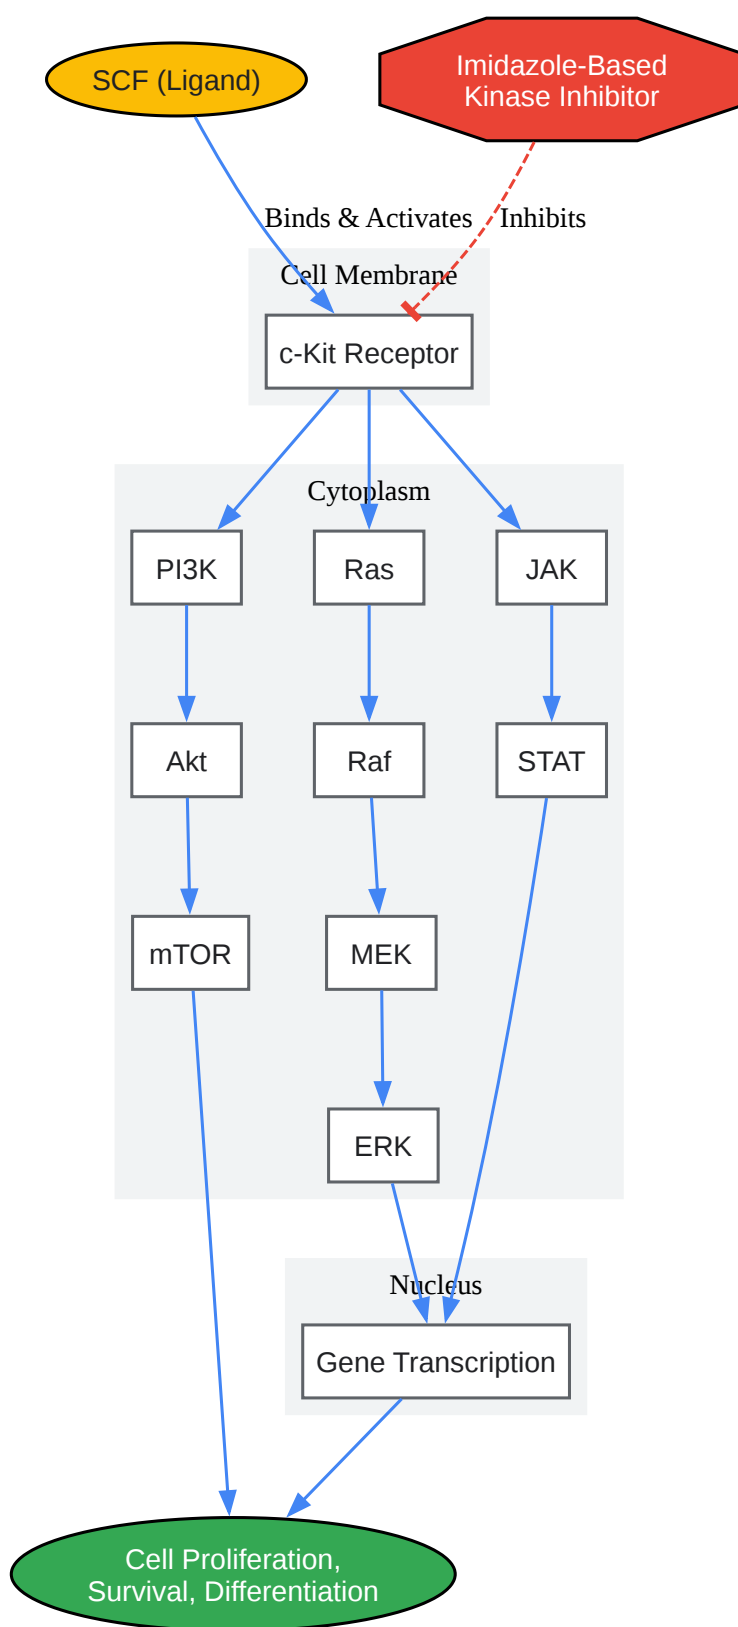 SCF (Ligand)
Imidazole-Based
Kinase Inhibitor
Binds & Activates
Inhibits
Cell Membrane
c-Kit Receptor
Cytoplasm
PI3K
Ras
JAK
Akt
Raf
STAT
mTOR
MEK
ERK
Nucleus
Gene Transcription
Cell Proliferation,
Survival, Differentiation